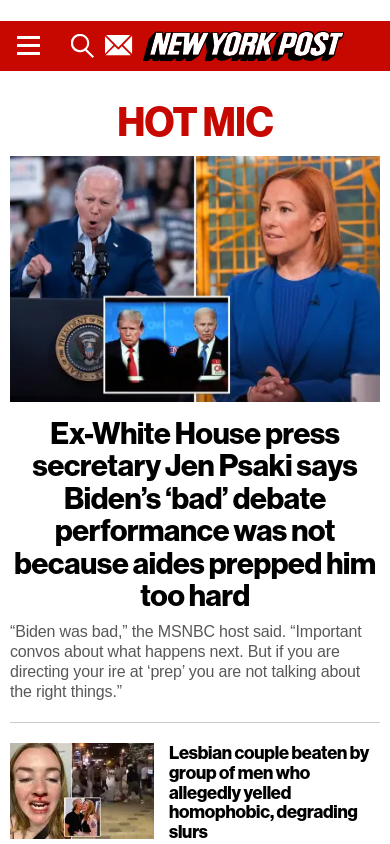 NEW YORK POST
HOT MIC
Ex-White House press
secretary Jen Psaki says
Biden’s ‘bad’ debate
performance was not
because aides prepped him
too hard
“Biden was bad,” the MSNBC host said. “Important
convos about what happens next. But if you are
directing your ire at ‘prep’ you are not talking about
the right things.”
Lesbian couple beaten by
group of men who
allegedly yelled
homophobic, degrading
slurs